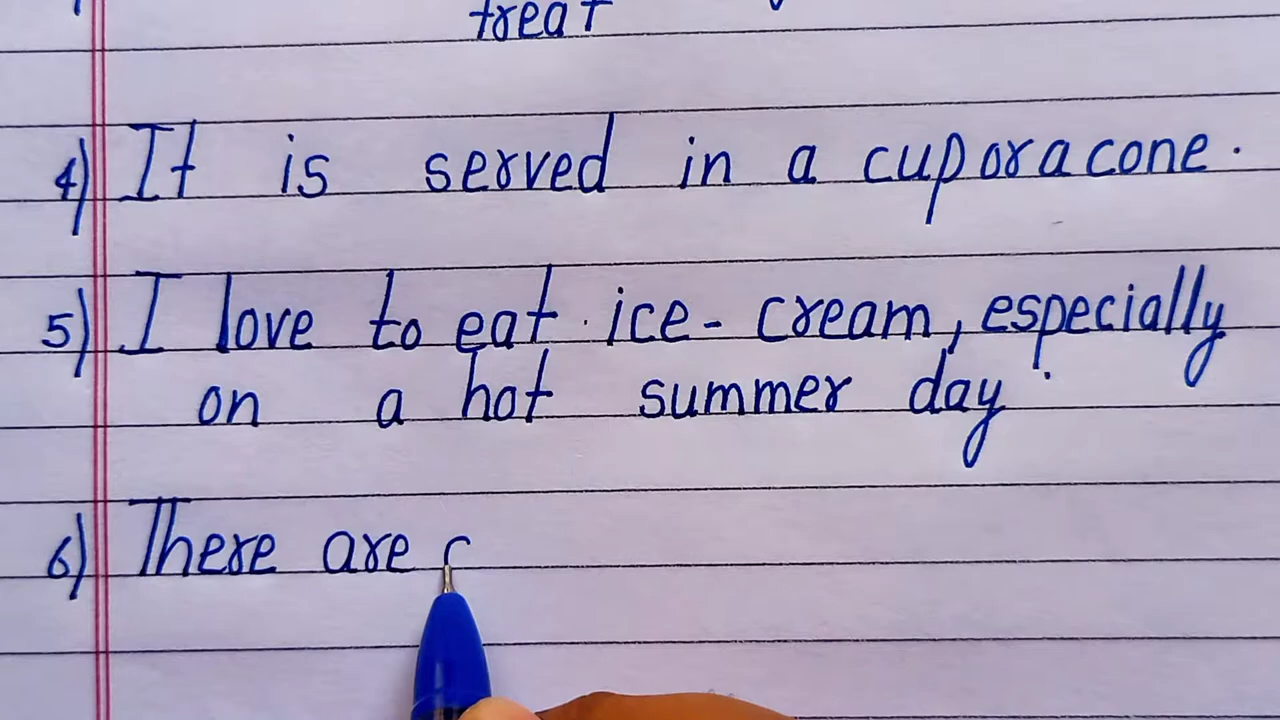 treat
4) It is served in a cup or a cone.
5) I love to eat ice-cream, especially
on a hot summer day.
6) There are